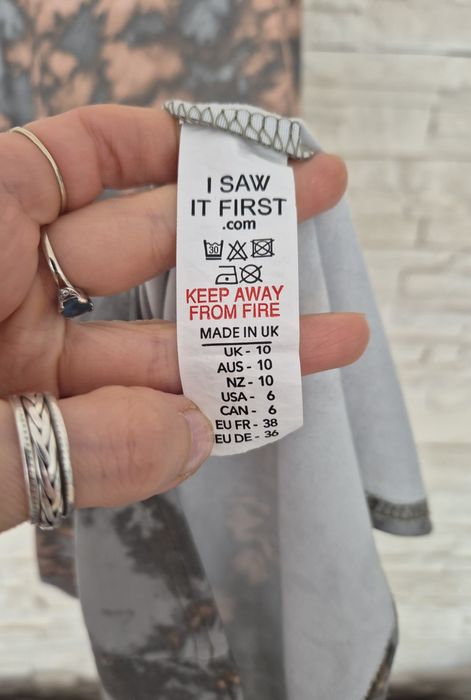 I SAW
IT FIRST
.com
30
KEEP AWAY
FROM FIRE
MADE IN UK
UK - 10
AUS - 10
NZ - 10
USA - 6
CAN - 6
EU FR - 38
EU DE - 36